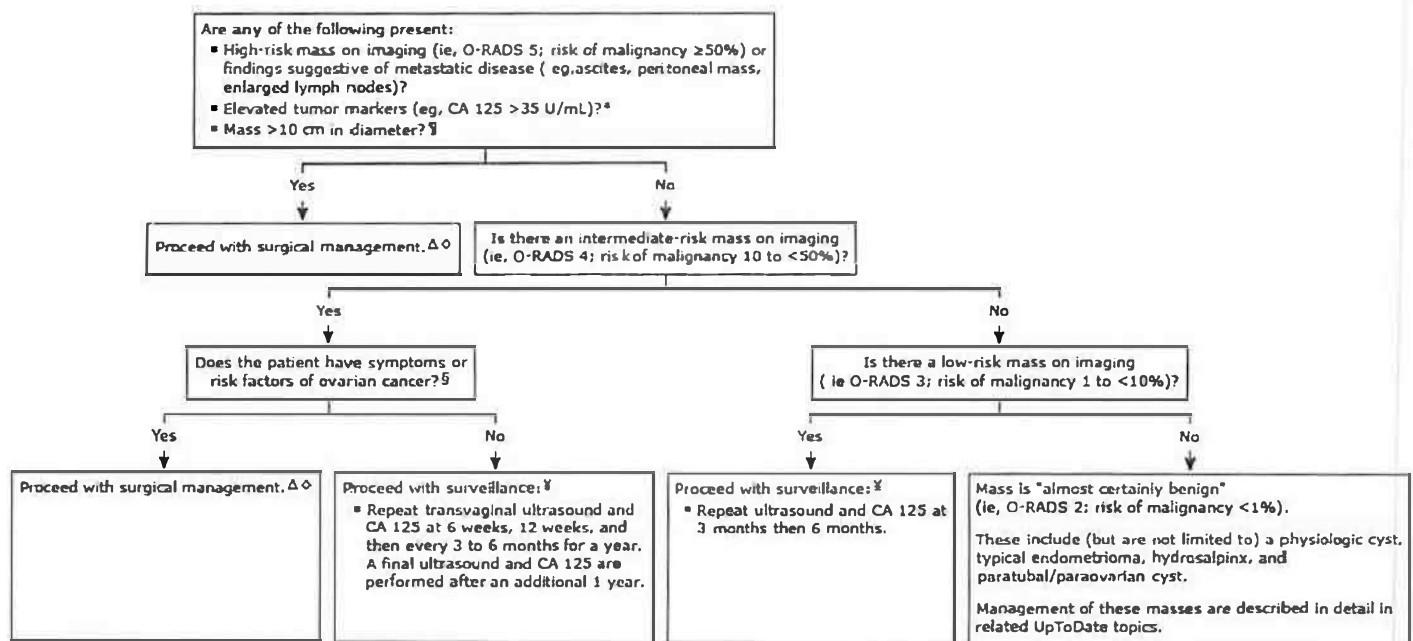 Are any of the following present:
▪ High-risk mass on imaging (ie, O-RADS 5; risk of malignancy ≥50%) or
findings suggestive of metastatic disease ( eg,ascites, peritoneal mass,
enlarged lymph nodes)?
▪ Elevated tumor markers (eg, CA 125 >35 U/mL)?*
▪ Mass >10 cm in diameter?¶
Yes
No
Proceed with surgical management.Δ◊
Is there an intermediate-risk mass on imaging
(ie, O-RADS 4; risk of malignancy 10 to <50%)?
Yes
No
Does the patient have symptoms or
risk factors of ovarian cancer?§
Is there a low-risk mass on imaging
( ie O-RADS 3; risk of malignancy 1 to <10%)?
Yes
No
Yes
No
Proceed with surgical management.Δ◊
Proceed with surveillance:¥
▪ Repeat transvaginal ultrasound and
CA 125 at 6 weeks, 12 weeks, and
then every 3 to 6 months for a year.
A final ultrasound and CA 125 are
performed after an additional 1 year.
Proceed with surveillance:¥
▪ Repeat ultrasound and CA 125 at
3 months then 6 months.
Mass is "almost certainly benign"
(ie, O-RADS 2; risk of malignancy <1%).
These include (but are not limited to) a physiologic cyst,
typical endometrioma, hydrosalpinx, and
paratubal/paraovarian cyst.
Management of these masses are described in detail in
related UpToDate topics.